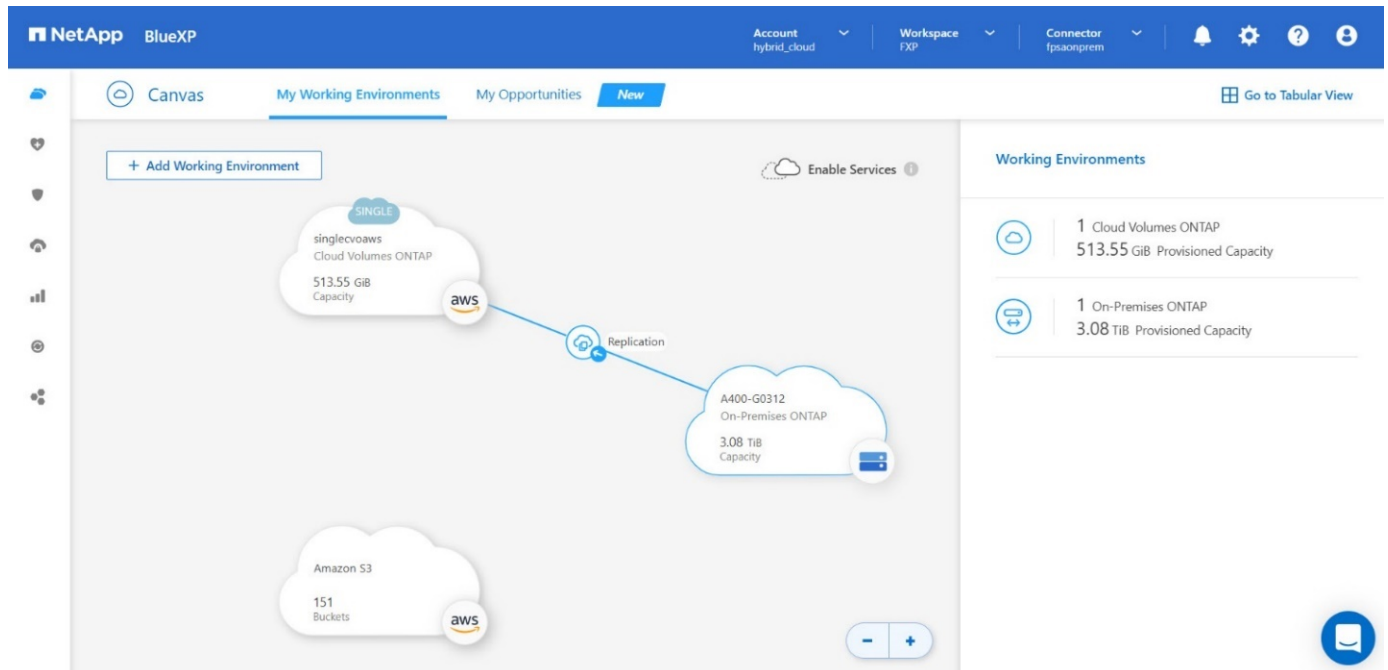 NetApp BlueXP
Account
hybrid_cloud
Workspace
FXP
Connector
fpsaonprem
Canvas
My Working Environments
My Opportunities
New
Go to Tabular View
+ Add Working Environment
Enable Services
SINGLE
singlecvoaws
Cloud Volumes ONTAP
513.55 GiB
Capacity
aws
Replication
A400-G0312
On-Premises ONTAP
3.08 TiB
Capacity
Amazon S3
151
Buckets
aws
Working Environments
1 Cloud Volumes ONTAP
513.55 GiB Provisioned Capacity
1 On-Premises ONTAP
3.08 TiB Provisioned Capacity